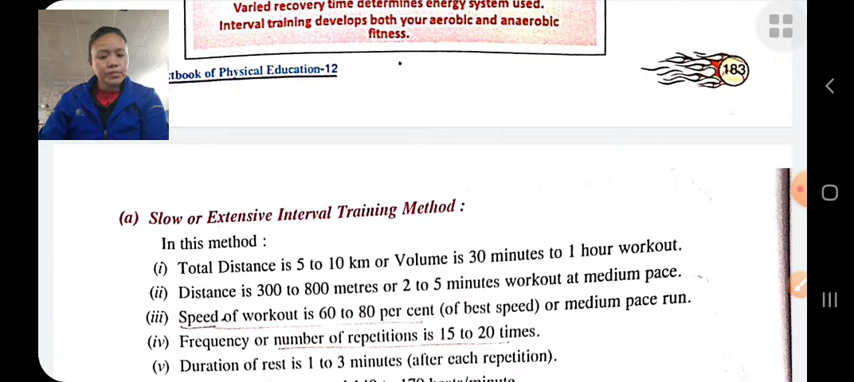 Varied recovery time determines energy system used.
Interval training develops both your aerobic and anaerobic
fitness.
tbook of Physical Education-12
183
(a) Slow or Extensive Interval Training Method :
In this method :
(i) Total Distance is 5 to 10 km or Volume is 30 minutes to 1 hour workout.
(ii) Distance is 300 to 800 metres or 2 to 5 minutes workout at medium pace.
(iii) Speed of workout is 60 to 80 per cent (of best speed) or medium pace run.
(iv) Frequency or number of repetitions is 15 to 20 times.
(v) Duration of rest is 1 to 3 minutes (after each repetition).